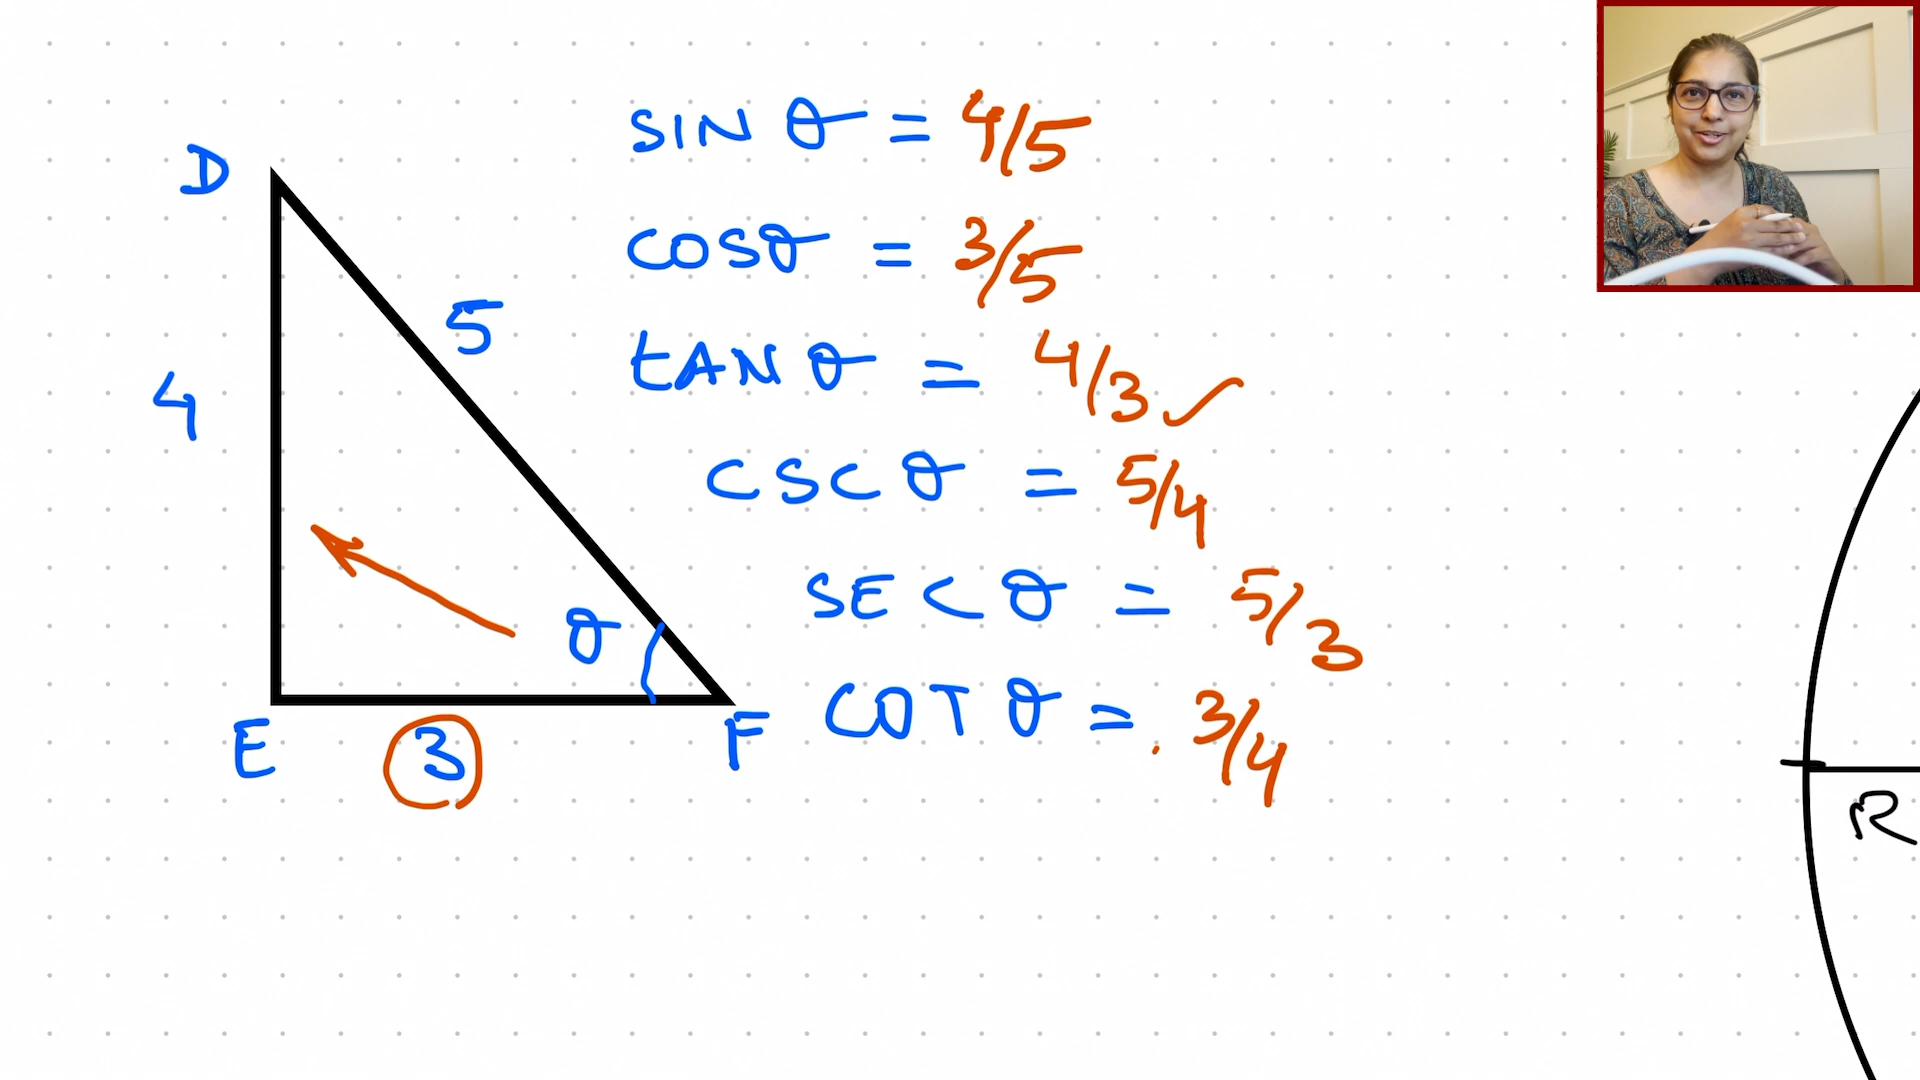 D
SIN θ = 4/5
COSθ = 3/5
5
tAN θ = 4/3 ✓
4
CSC θ = 5/4
SEC θ = 5/3
θ
COT θ = 3/4
E 3 F
R